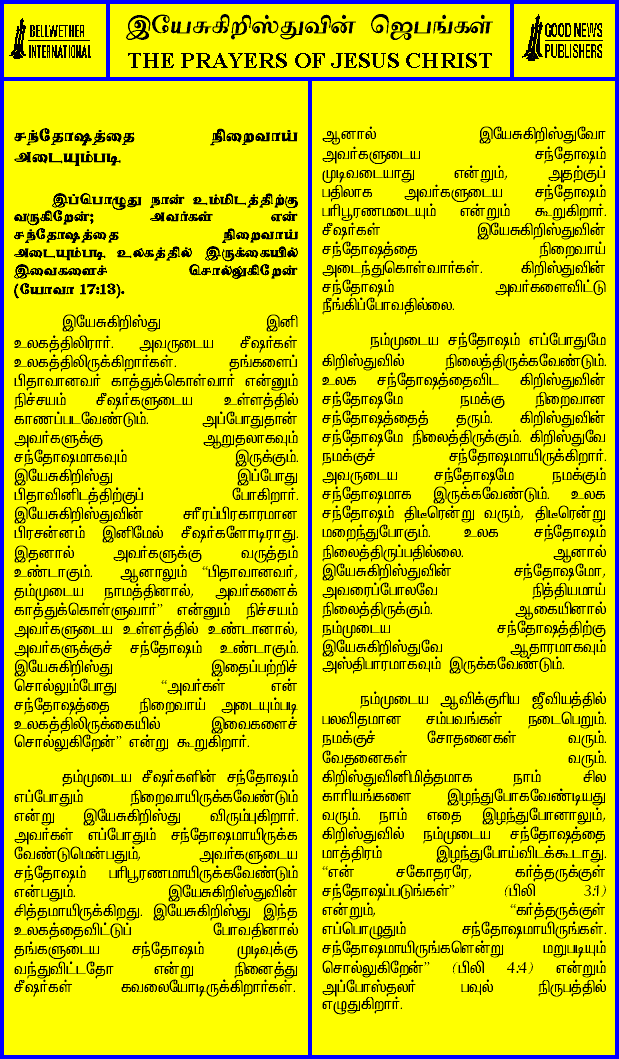 BELLWETHER
INTERNATIONAL
இயேசுகிறிஸ்துவின் ஜெபங்கள்
THE PRAYERS OF JESUS CHRIST
GOOD NEWS
PUBLISHERS
சந்தோஷத்தை நிறைவாய்
அடையும்படி
இப்பொழுது நான் உம்மிடத்திற்கு
வருகிறேன்; அவர்கள் என்
சந்தோஷத்தை நிறைவாய்
அடையும்படி உலகத்தில் இருக்கையில்
இவைகளைச் சொல்லுகிறேன்
(யோவா 17:13).
இயேசுகிறிஸ்து இனி
உலகத்திலிரார். அவருடைய சீஷர்கள்
உலகத்திலிருக்கிறார்கள். தங்களைப்
பிதாவானவர் காத்துக்கொள்வார் என்னும்
நிச்சயம் சீஷர்களுடைய உள்ளத்தில்
காணப்படவேண்டும். அப்போதுதான்
அவர்களுக்கு ஆறுதலாகவும்
சந்தோஷமாகவும் இருக்கும்.
இயேசுகிறிஸ்து இப்போது
பிதாவினிடத்திற்குப் போகிறார்.
இயேசுகிறிஸ்துவின் சரீரப்பிரகாரமான
பிரசன்னம் இனிமேல் சீஷர்களோடிராது.
இதனால் அவர்களுக்கு வருத்தம்
உண்டாகும். ஆனாலும் “பிதாவானவர்,
தம்முடைய நாமத்தினால், அவர்களைக்
காத்துக்கொள்ளுவார்” என்னும் நிச்சயம்
அவர்களுடைய உள்ளத்தில் உண்டானால்,
அவர்களுக்குச் சந்தோஷம் உண்டாகும்.
இயேசுகிறிஸ்து இதைப்பற்றிச்
சொல்லும்போது “அவர்கள் என்
சந்தோஷத்தை நிறைவாய் அடையும்படி
உலகத்திலிருக்கையில் இவைகளைச்
சொல்லுகிறேன்” என்று கூறுகிறார்.
தம்முடைய சீஷர்களின் சந்தோஷம்
எப்போதும் நிறைவாயிருக்கவேண்டும்
என்று இயேசுகிறிஸ்து விரும்புகிறார்.
அவர்கள் எப்போதும் சந்தோஷமாயிருக்க
வேண்டுமென்பதும், அவர்களுடைய
சந்தோஷம் பரிபூரணமாயிருக்கவேண்டும்
என்பதும். இயேசுகிறிஸ்துவின்
சித்தமாயிருக்கிறது. இயேசுகிறிஸ்து இந்த
உலகத்தைவிட்டுப் போவதினால்
தங்களுடைய சந்தோஷம் முடிவுக்கு
வந்துவிட்டதோ என்று நினைத்து
சீஷர்கள் கவலையோடிருக்கிறார்கள்.
ஆனால் இயேசுகிறிஸ்துவோ
அவர்களுடைய சந்தோஷம்
முடிவடையாது என்றும், அதற்குப்
பதிலாக அவர்களுடைய சந்தோஷம்
பரிபூரணமடையும் என்றும் கூறுகிறார்.
சீஷர்கள் இயேசுகிறிஸ்துவின்
சந்தோஷத்தை நிறைவாய்
அடைந்துகொள்வார்கள். கிறிஸ்துவின்
சந்தோஷம் அவர்களைவிட்டு
நீங்கிப்போவதில்லை.
நம்முடைய சந்தோஷம் எப்போதுமே
கிறிஸ்துவில் நிலைத்திருக்கவேண்டும்.
உலக சந்தோஷத்தைவிட கிறிஸ்துவின்
சந்தோஷமே நமக்கு நிறைவான
சந்தோஷத்தைத் தரும். கிறிஸ்துவின்
சந்தோஷமே நிலைத்திருக்கும். கிறிஸ்துவே
நமக்குச் சந்தோஷமாயிருக்கிறார்.
அவருடைய சந்தோஷமே நமக்கும்
சந்தோஷமாக இருக்கவேண்டும். உலக
சந்தோஷம் திடீரென்று வரும், திடீரென்று
மறைந்துபோகும். உலக சந்தோஷம்
நிலைத்திருப்பதில்லை. ஆனால்
இயேசுகிறிஸ்துவின் சந்தோஷமோ,
அவரைப்போலவே நித்தியமாய்
நிலைத்திருக்கும். ஆகையினால்
நம்முடைய சந்தோஷத்திற்கு
இயேசுகிறிஸ்துவே ஆதாரமாகவும்
அஸ்திபாரமாகவும் இருக்கவேண்டும்.
நம்முடைய ஆவிக்குரிய ஜீவியத்தில்
பலவிதமான சம்பவங்கள் நடைபெறும்.
நமக்குச் சோதனைகள் வரும்.
வேதனைகள் வரும்.
கிறிஸ்துவினிமித்தமாக நாம் சில
காரியங்களை இழந்துபோகவேண்டியது
வரும். நாம் எதை இழந்துபோனாலும்,
கிறிஸ்துவில் நம்முடைய சந்தோஷத்தை
மாத்திரம் இழந்துபோய்விடக்கூடாது.
“என் சகோதரரே, கர்த்தருக்குள்
சந்தோஷப்படுங்கள்” (பிலி 3:1)
என்றும், “கர்த்தருக்குள்
எப்பொழுதும் சந்தோஷமாயிருங்கள்.
சந்தோஷமாயிருங்களென்று மறுபடியும்
சொல்லுகிறேன்” (பிலி 4:4) என்றும்
அப்போஸ்தலர் பவுல் நிருபத்தில்
எழுதுகிறார்.